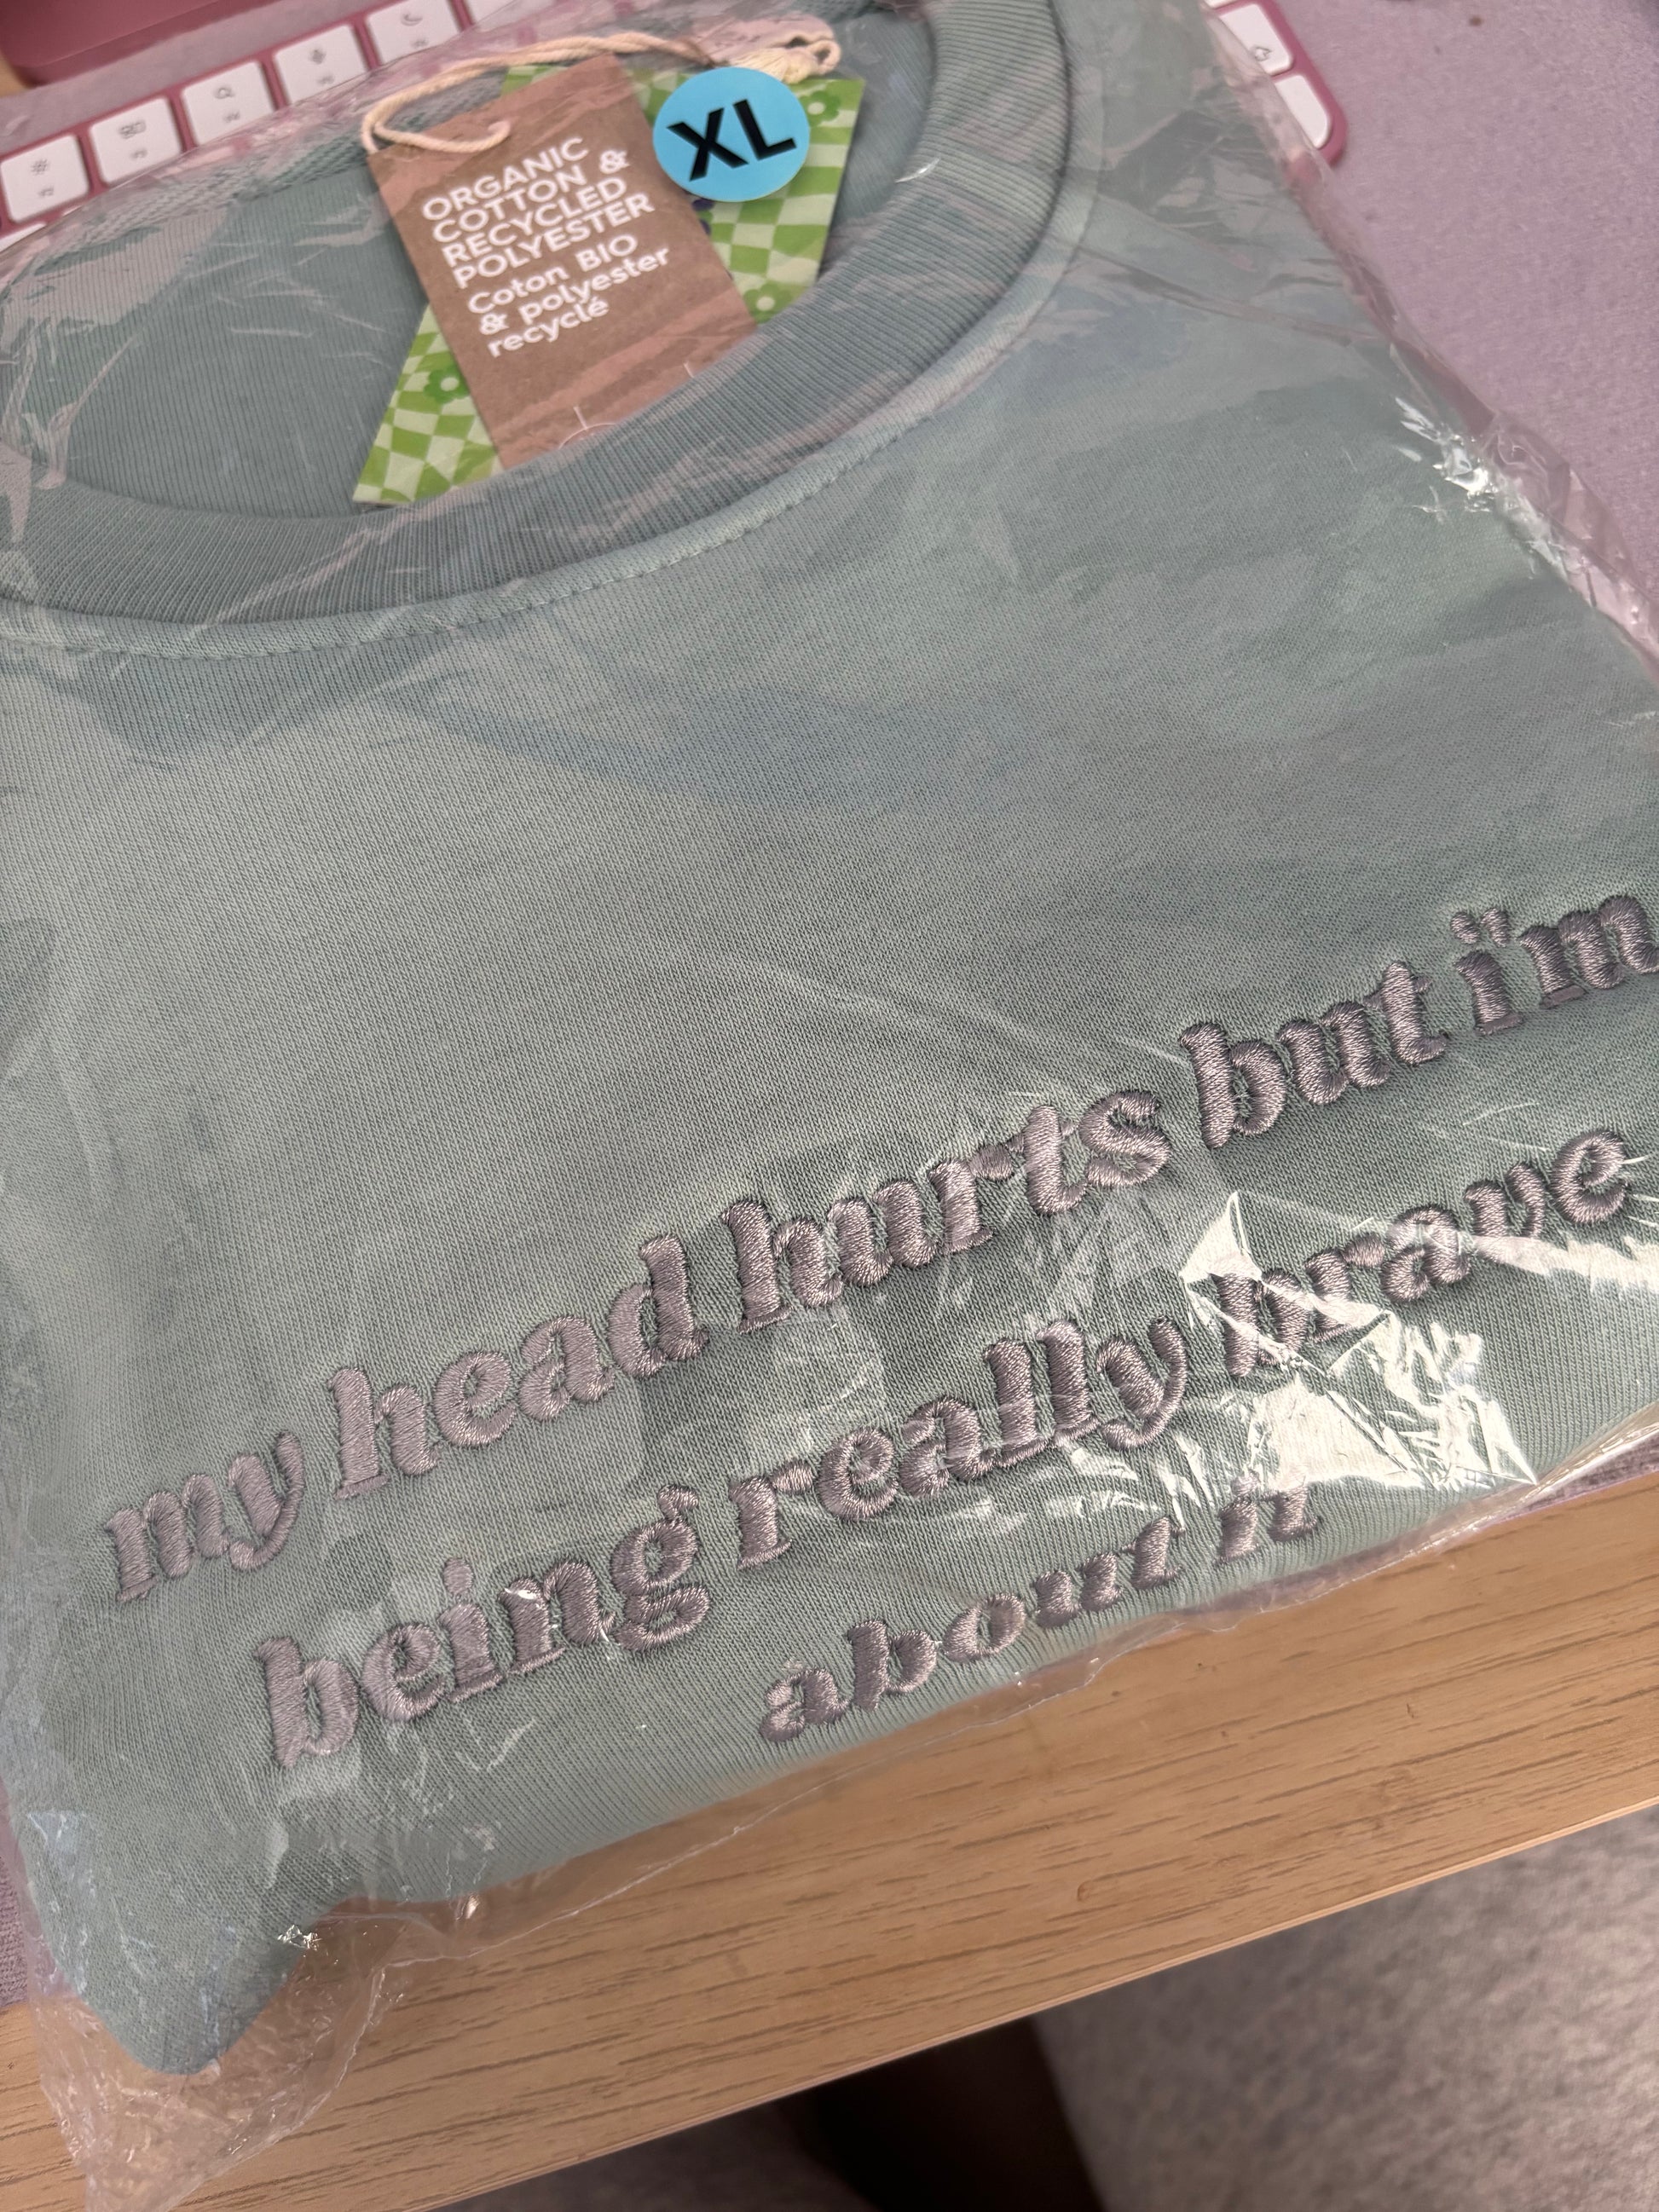 ORGANIC
COTTON &
RECYCLED
POLYESTER
Coton BIO
& polyester
recyclé
XL
my head hurts but i'm
being really brave
about it